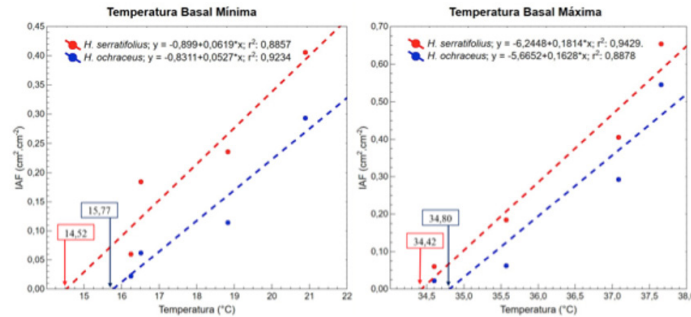 Temperatura Basal Mínima
0,45
0,40
0,35
0,30
0,25
0,20
0,15
0,10
0,05
0,00
IAF (cm².cm⁻²)
H. serratifolius; y = -0,899+0,0619*x; r²: 0,8857
H. ochraceus; y = -0,8311+0,0527*x; r²: 0,9234
15,77
14,52
15 16 17 18 19 20 21 22
Temperatura (°C)
Temperatura Basal Máxima
0,70
0,60
0,50
0,40
0,30
0,20
0,10
0,00
IAF (cm².cm⁻²)
H. serratifolius; y = -6,2448+0,1814*x; r²: 0,9429.
H. ochraceus; y = -5,6652+0,1628*x; r²: 0,8878
34,80
34,42
34,5 35,0 35,5 36,0 36,5 37,0 37,5 38,0
Temperatura (°C)